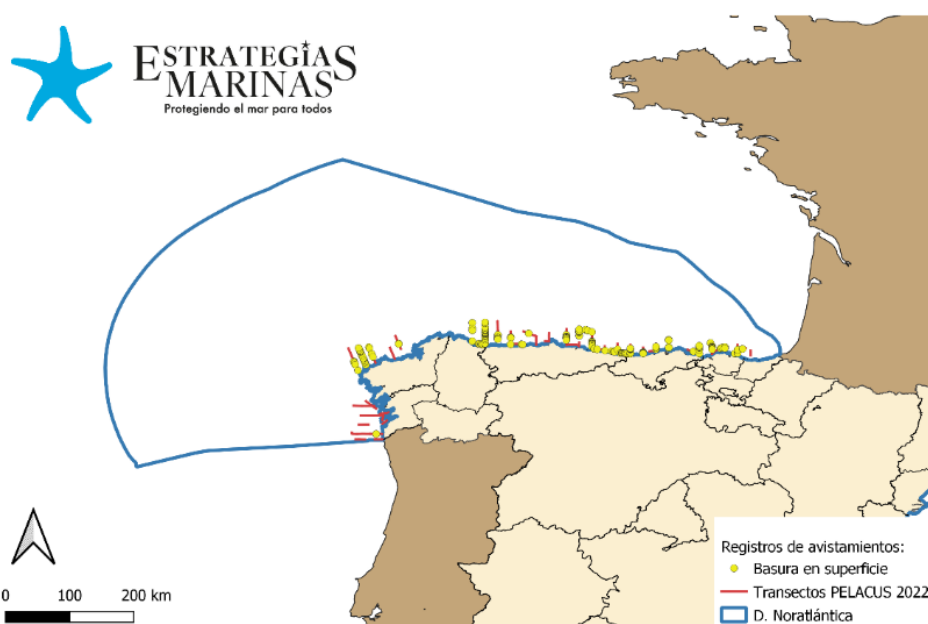 ESTRATEGIAS
MARINAS
Protegiendo el mar para todos
0 100 200 km
Registros de avistamientos:
Basura en superficie
Transectos PELACUS 2022
D. Noratlántica